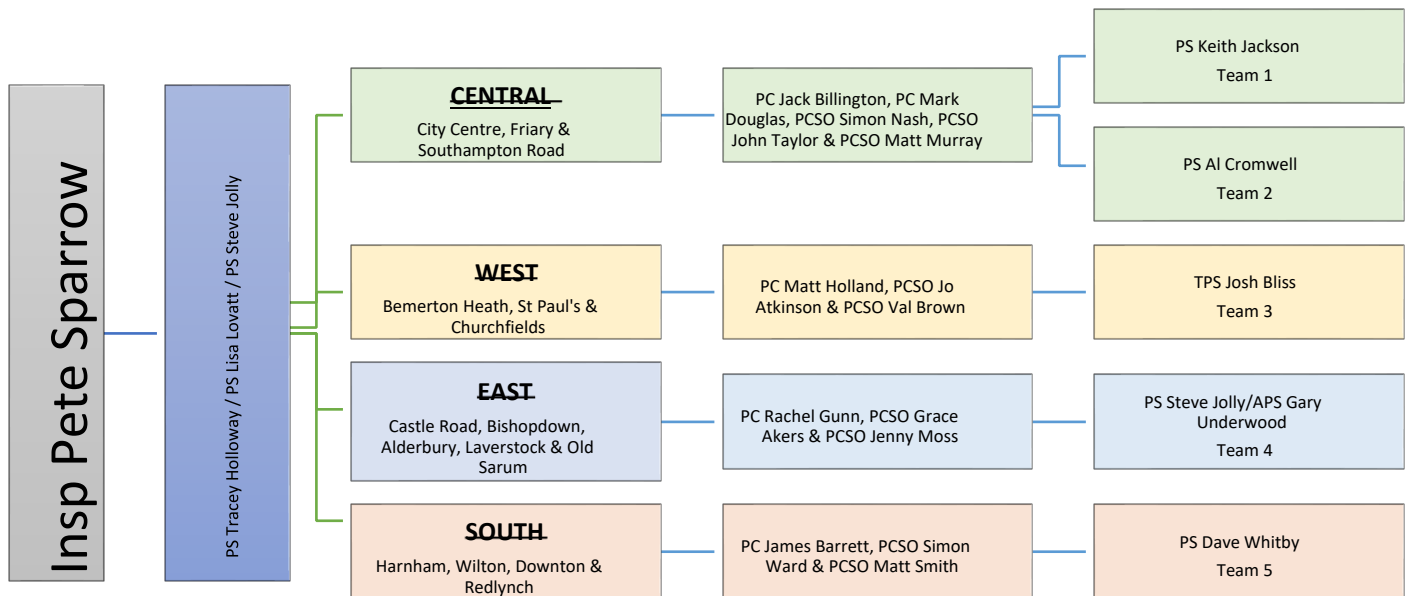 Insp Pete Sparrow
PS Tracey Holloway / PS Lisa Lovatt / PS Steve Jolly
CENTRAL
City Centre, Friary &
Southampton Road
PC Jack Billington, PC Mark
Douglas, PCSO Simon Nash, PCSO
John Taylor & PCSO Matt Murray
PS Keith Jackson
Team 1
PS Al Cromwell
Team 2
WEST
Bemerton Heath, St Paul's &
Churchfields
PC Matt Holland, PCSO Jo
Atkinson & PCSO Val Brown
TPS Josh Bliss
Team 3
EAST
Castle Road, Bishopdown,
Alderbury, Laverstock & Old
Sarum
PC Rachel Gunn, PCSO Grace
Akers & PCSO Jenny Moss
PS Steve Jolly/APS Gary
Underwood
Team 4
SOUTH
Harnham, Wilton, Downton &
Redlynch
PC James Barrett, PCSO Simon
Ward & PCSO Matt Smith
PS Dave Whitby
Team 5